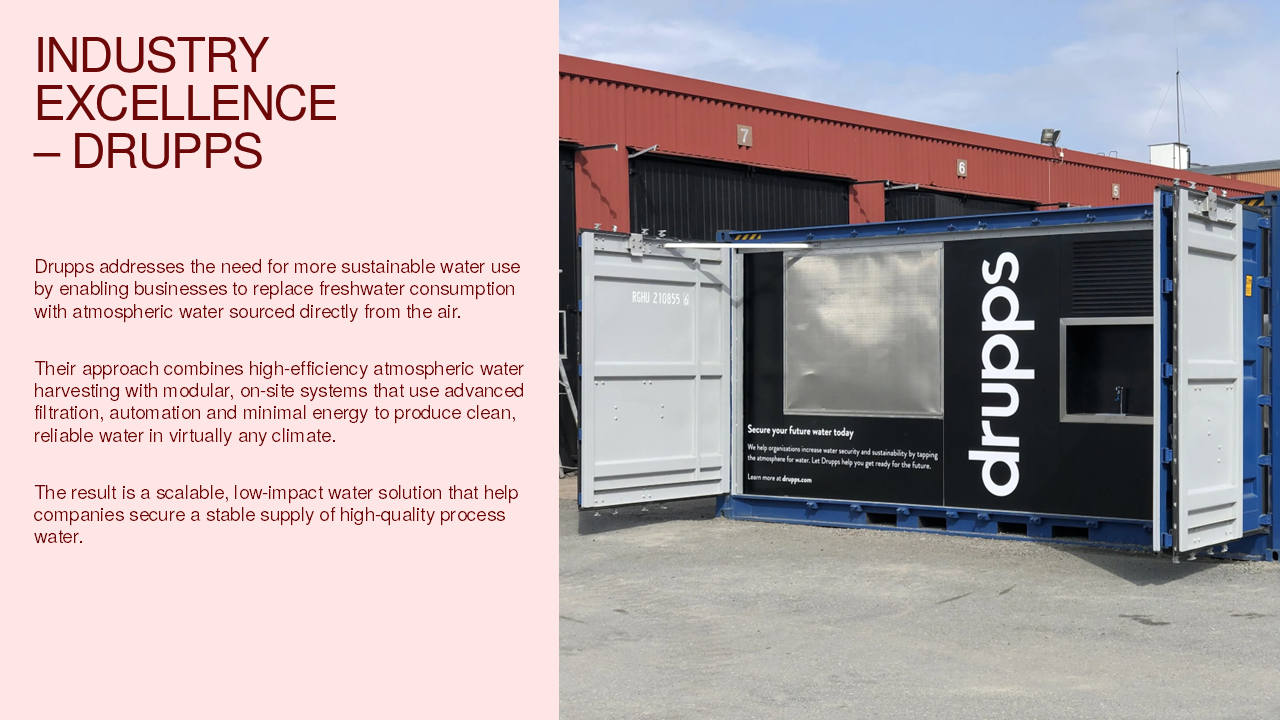 INDUSTRY
EXCELLENCE
– DRUPPS
Drupps addresses the need for more sustainable water use
by enabling businesses to replace freshwater consumption
with atmospheric water sourced directly from the air.
Their approach combines high-efficiency atmospheric water
harvesting with modular, on-site systems that use advanced
filtration, automation and minimal energy to produce clean,
reliable water in virtually any climate.
The result is a scalable, low-impact water solution that help
companies secure a stable supply of high-quality process
water.
7
6
5
RGHU 210855 6
drupps
Secure your future water today
We help organizations increase water security and sustainability by tapping
the atmosphere for water. Let Drupps help you get ready for the future.
Learn more at drupps.com